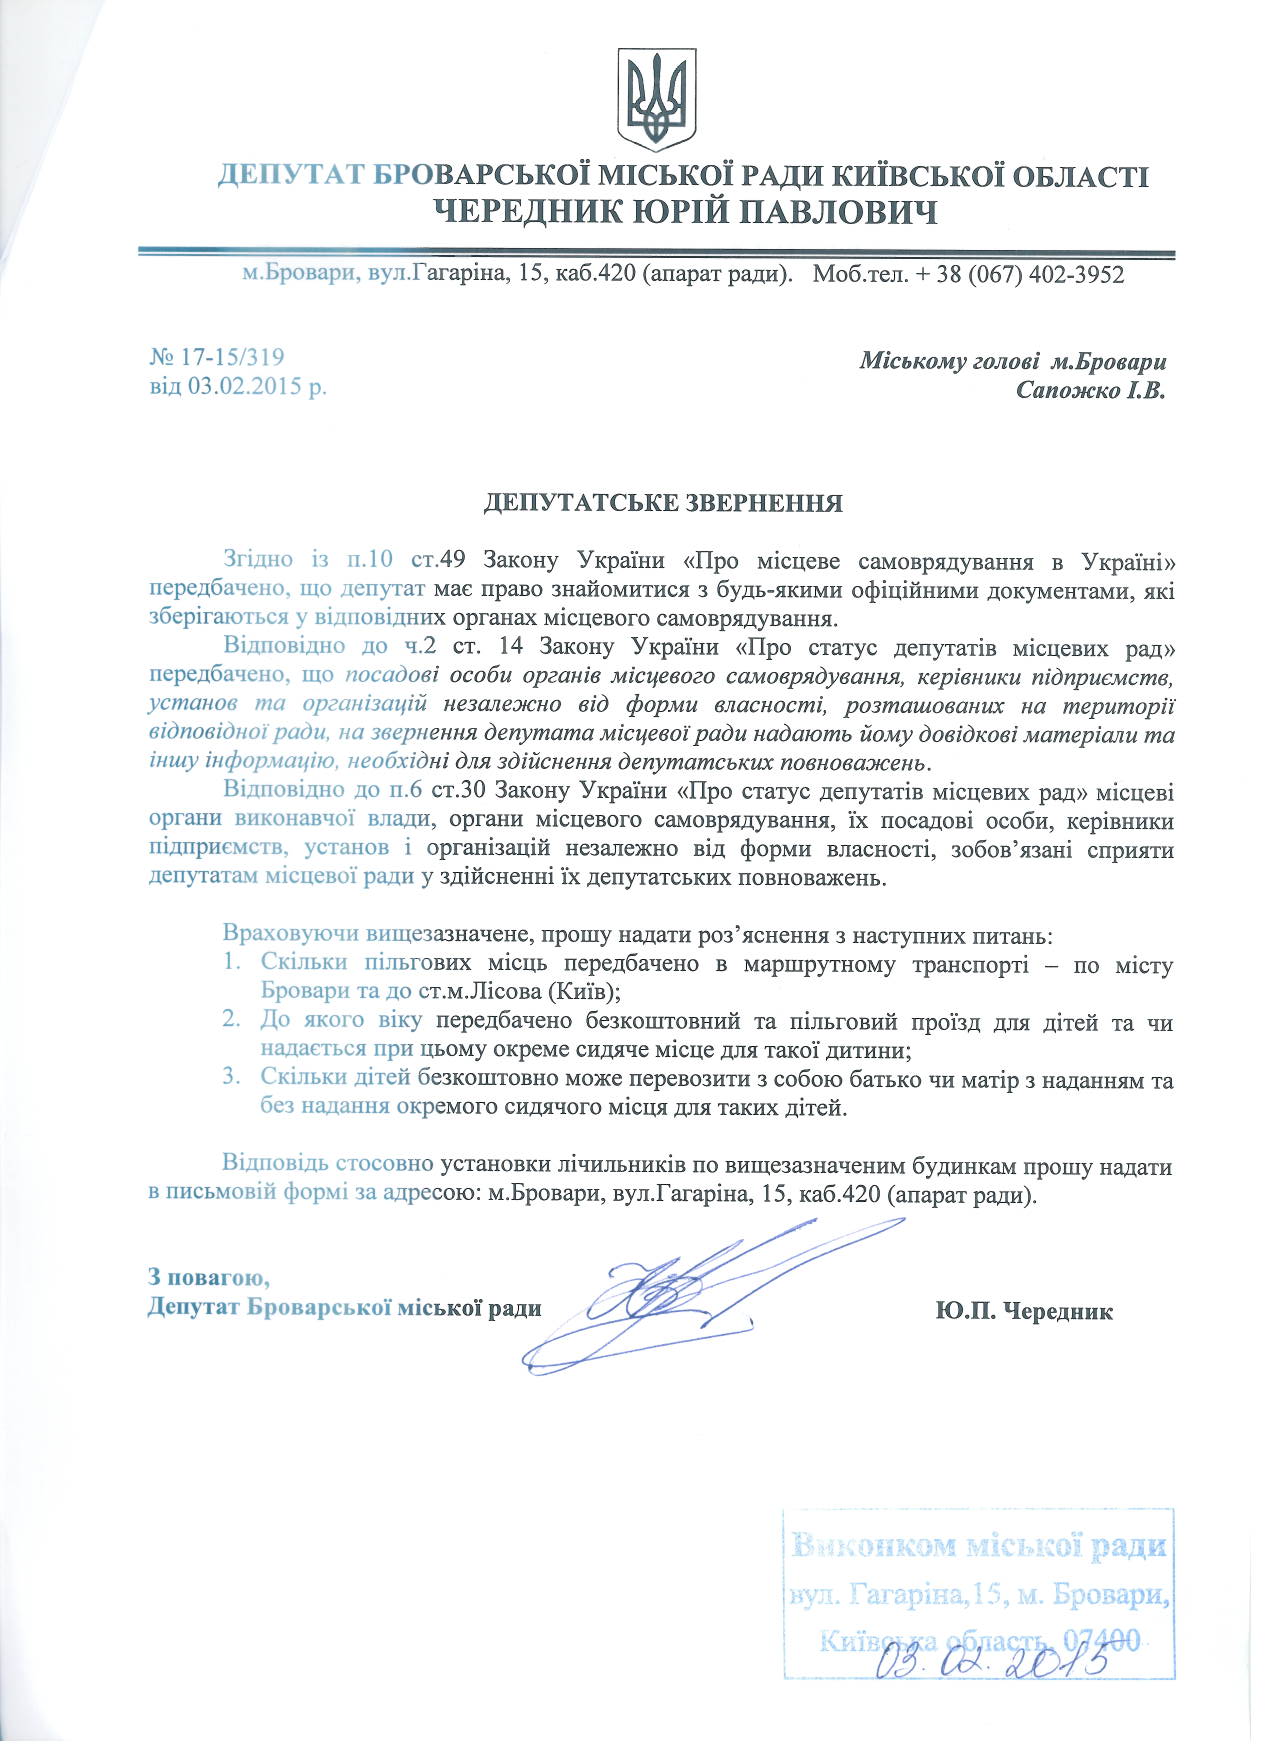 ДЕПУТАТ БРОВАРСЬКОЇ МІСЬКОЇ РАДИ КИЇВСЬКОЇ ОБЛАСТІ
ЧЕРЕДНИК ЮРІЙ ПАВЛОВИЧ
м.Бровари, вул.Гагаріна, 15, каб.420 (апарат ради). Моб.тел. + 38 (067) 402-3952
№ 17-15/319
від 03.02.2015 р.
Міському голові м.Бровари
Сапожко І.В.
ДЕПУТАТСЬКЕ ЗВЕРНЕННЯ
Згідно із п.10 ст.49 Закону України «Про місцеве самоврядування в Україні»
передбачено, що депутат має право знайомитися з будь-якими офіційними документами, які
зберігаються у відповідних органах місцевого самоврядування.
Відповідно до ч.2 ст. 14 Закону України «Про статус депутатів місцевих рад»
передбачено, що посадові особи органів місцевого самоврядування, керівники підприємств,
установ та організацій незалежно від форми власності, розташованих на території
відповідної ради, на звернення депутата місцевої ради надають йому довідкові матеріали та
іншу інформацію, необхідні для здійснення депутатських повноважень.
Відповідно до п.6 ст.30 Закону України «Про статус депутатів місцевих рад» місцеві
органи виконавчої влади, органи місцевого самоврядування, їх посадові особи, керівники
підприємств, установ і організацій незалежно від форми власності, зобов’язані сприяти
депутатам місцевої ради у здійсненні їх депутатських повноважень.
Враховуючи вищезазначене, прошу надати роз’яснення з наступних питань:
1. Скільки пільгових місць передбачено в маршрутному транспорті – по місту
Бровари та до ст.м.Лісова (Київ);
2. До якого віку передбачено безкоштовний та пільговий проїзд для дітей та чи
надається при цьому окреме сидяче місце для такої дитини;
3. Скільки дітей безкоштовно може перевозити з собою батько чи матір з наданням та
без надання окремого сидячого місця для таких дітей.
Відповідь стосовно установки лічильників по вищезазначеним будинкам прошу надати
в письмовій формі за адресою: м.Бровари, вул.Гагаріна, 15, каб.420 (апарат ради).
З повагою,
Депутат Броварської міської ради
Ю.П. Чередник
Виконком міської ради
вул. Гагаріна,15, м. Бровари,
Київська область, 07400
03.02.2015